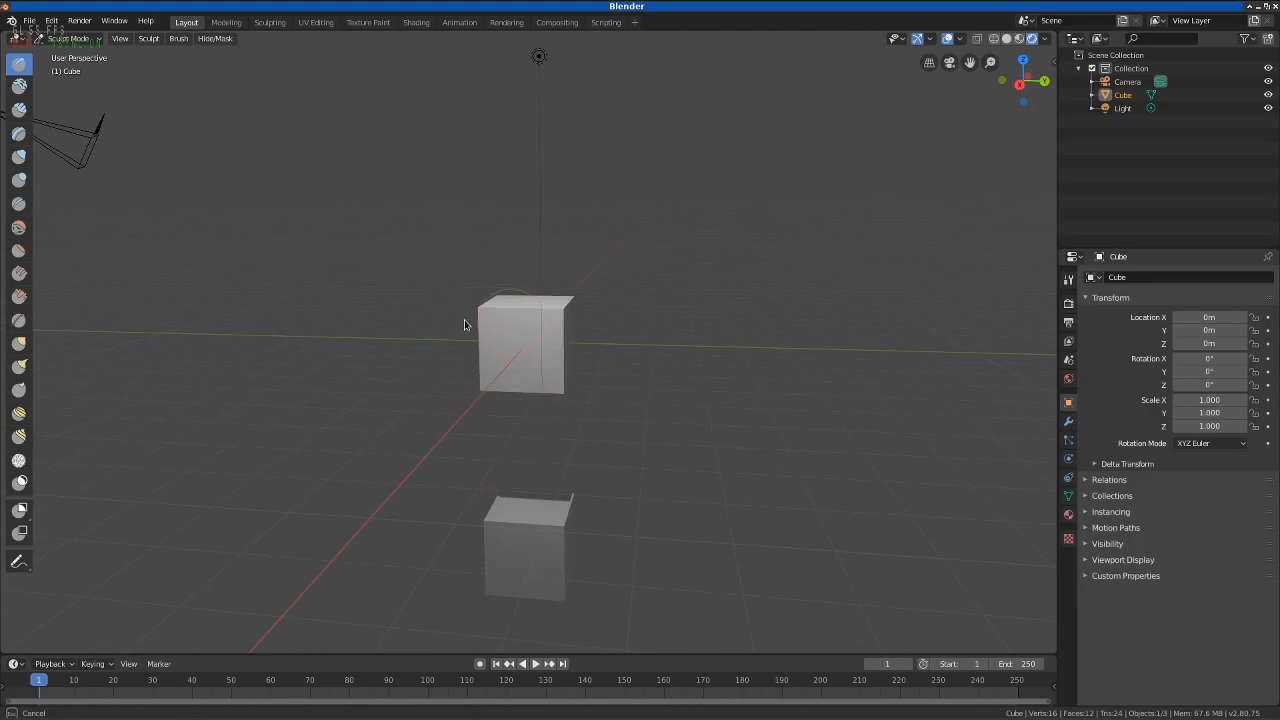 Blender
File Edit Render Window Help
Layout Modeling Sculpting UV Editing Texture Paint Shading Animation Rendering Compositing Scripting
Scene View Layer
Sculpt Mode View Sculpt Brush Hide/Mask
User Perspective
(1) Cube
X Y Z
Scene Collection
Collection
Camera
Cube
Light
Cube
Cube
Transform
Location X 0m
Y 0m
Z 0m
Rotation X 0°
Y 0°
Z 0°
Scale X 1.000
Y 1.000
Z 1.000
Rotation Mode XYZ Euler
Delta Transform
Relations
Collections
Instancing
Motion Paths
Visibility
Viewport Display
Custom Properties
Playback Keying View Marker
1 Start: 1 End: 250
1 10 20 30 40 50 60 70 80 90 100 110 120 130 140 150 160 170 180 190 200 210 220 230 240 250
Esc Cancel
Cube | Verts:16 | Faces:12 | Tris:24 | Objects:1/3 | Mem: 67.6 MB | v2.80.75